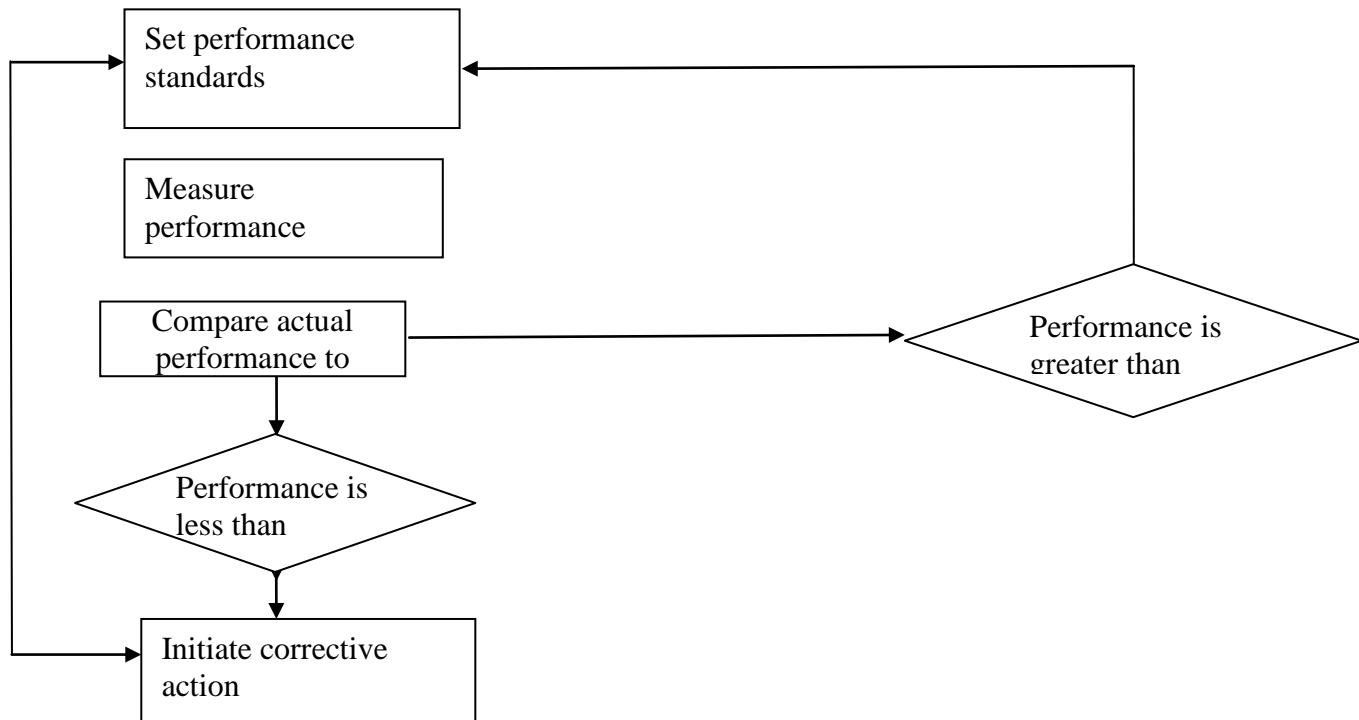 Set performance
standards
Measure
performance
Compare actual
performance to
Performance is
greater than
Performance is
less than
Initiate corrective
action